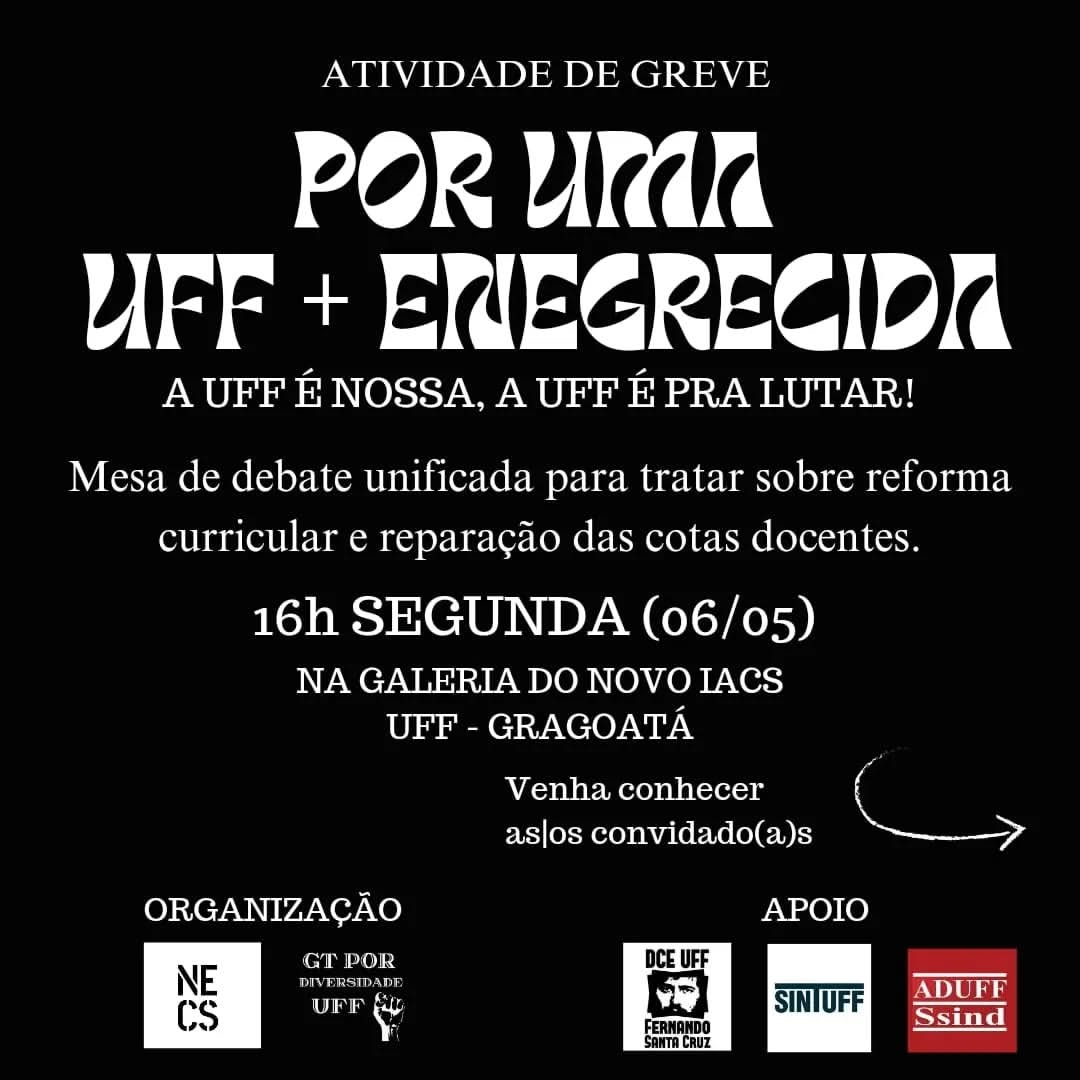 ATIVIDADE DE GREVE
POR UMA
UFF + ENEGRECIDA
A UFF É NOSSA, A UFF É PRA LUTAR!
Mesa de debate unificada para tratar sobre reforma
curricular e reparação das cotas docentes.
16h SEGUNDA (06/05)
NA GALERIA DO NOVO IACS
UFF - GRAGOATÁ
Venha conhecer
as|os convidado(a)s
ORGANIZAÇÃO
NE
CS
GT POR
DIVERSIDADE
UFF
APOIO
DCE UFF
FERNANDO
SANTA CRUZ
SINTUFF
ADUFF
Ssind